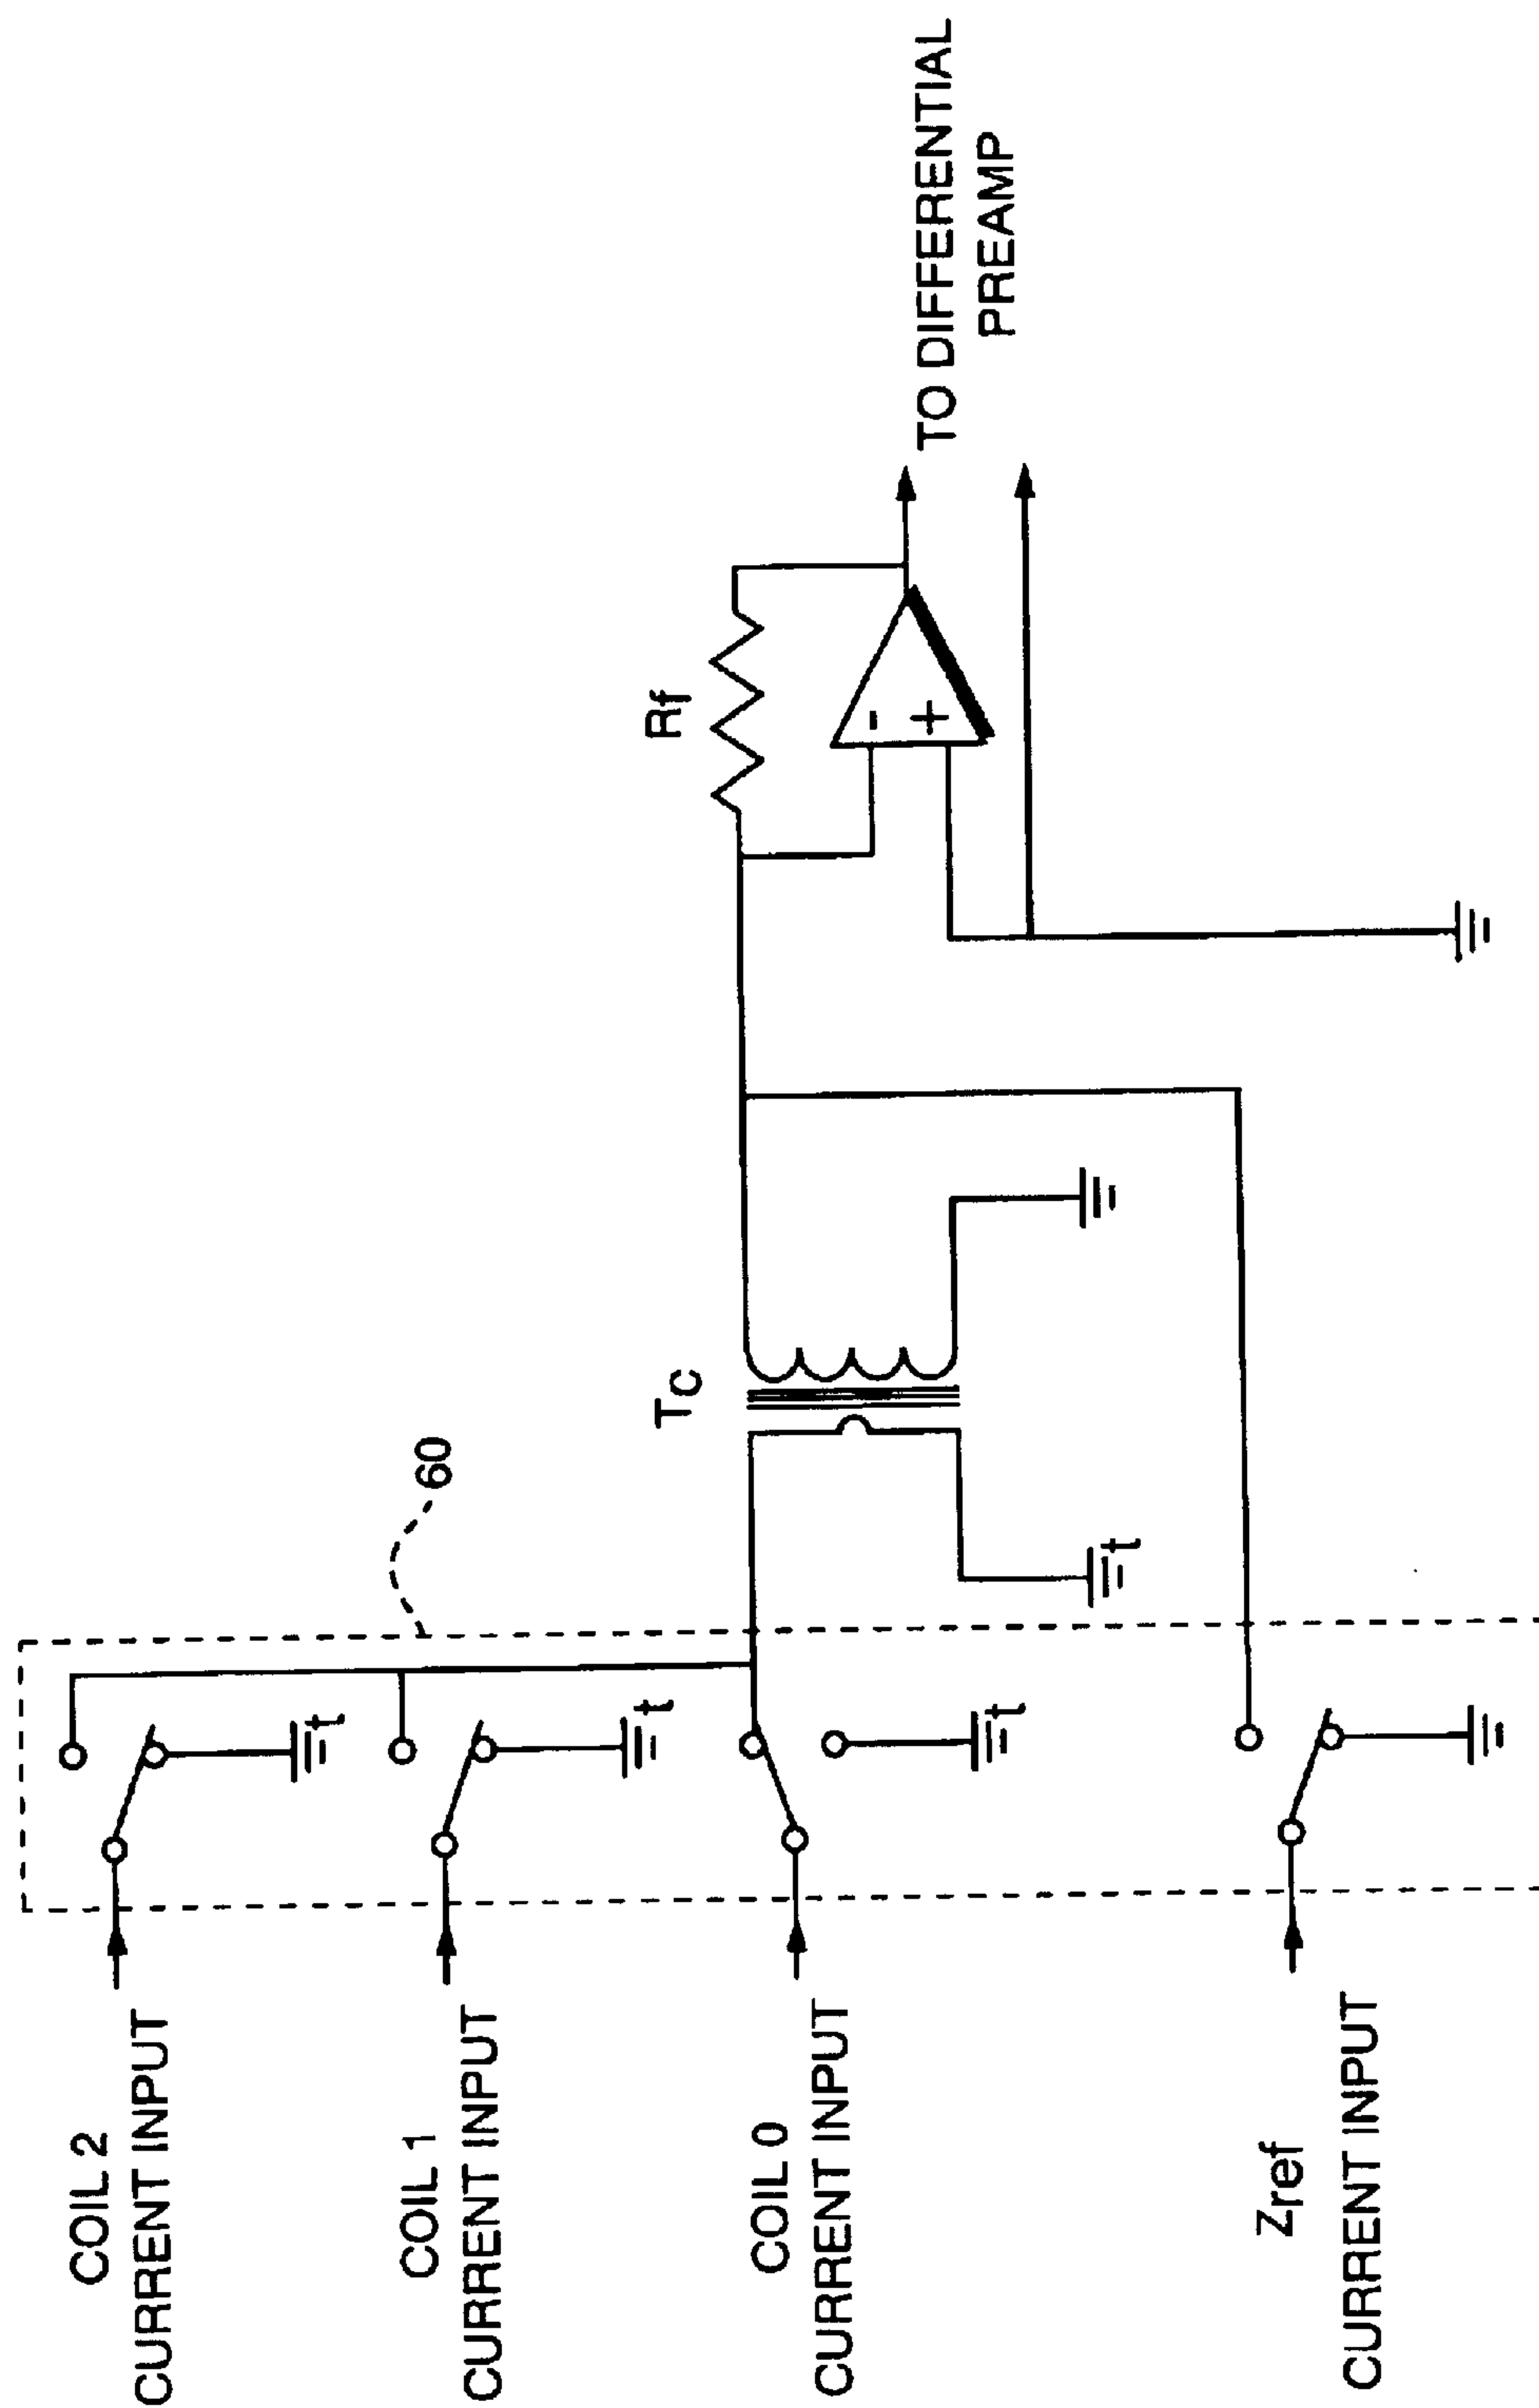 COIL 2
CURRENT INPUT
COIL 1
CURRENT INPUT
COIL 0
CURRENT INPUT
Zref
CURRENT INPUT
60
t
t
t
t
Tc
Rf
-
+
TO DIFFERENTIAL
PREAMP